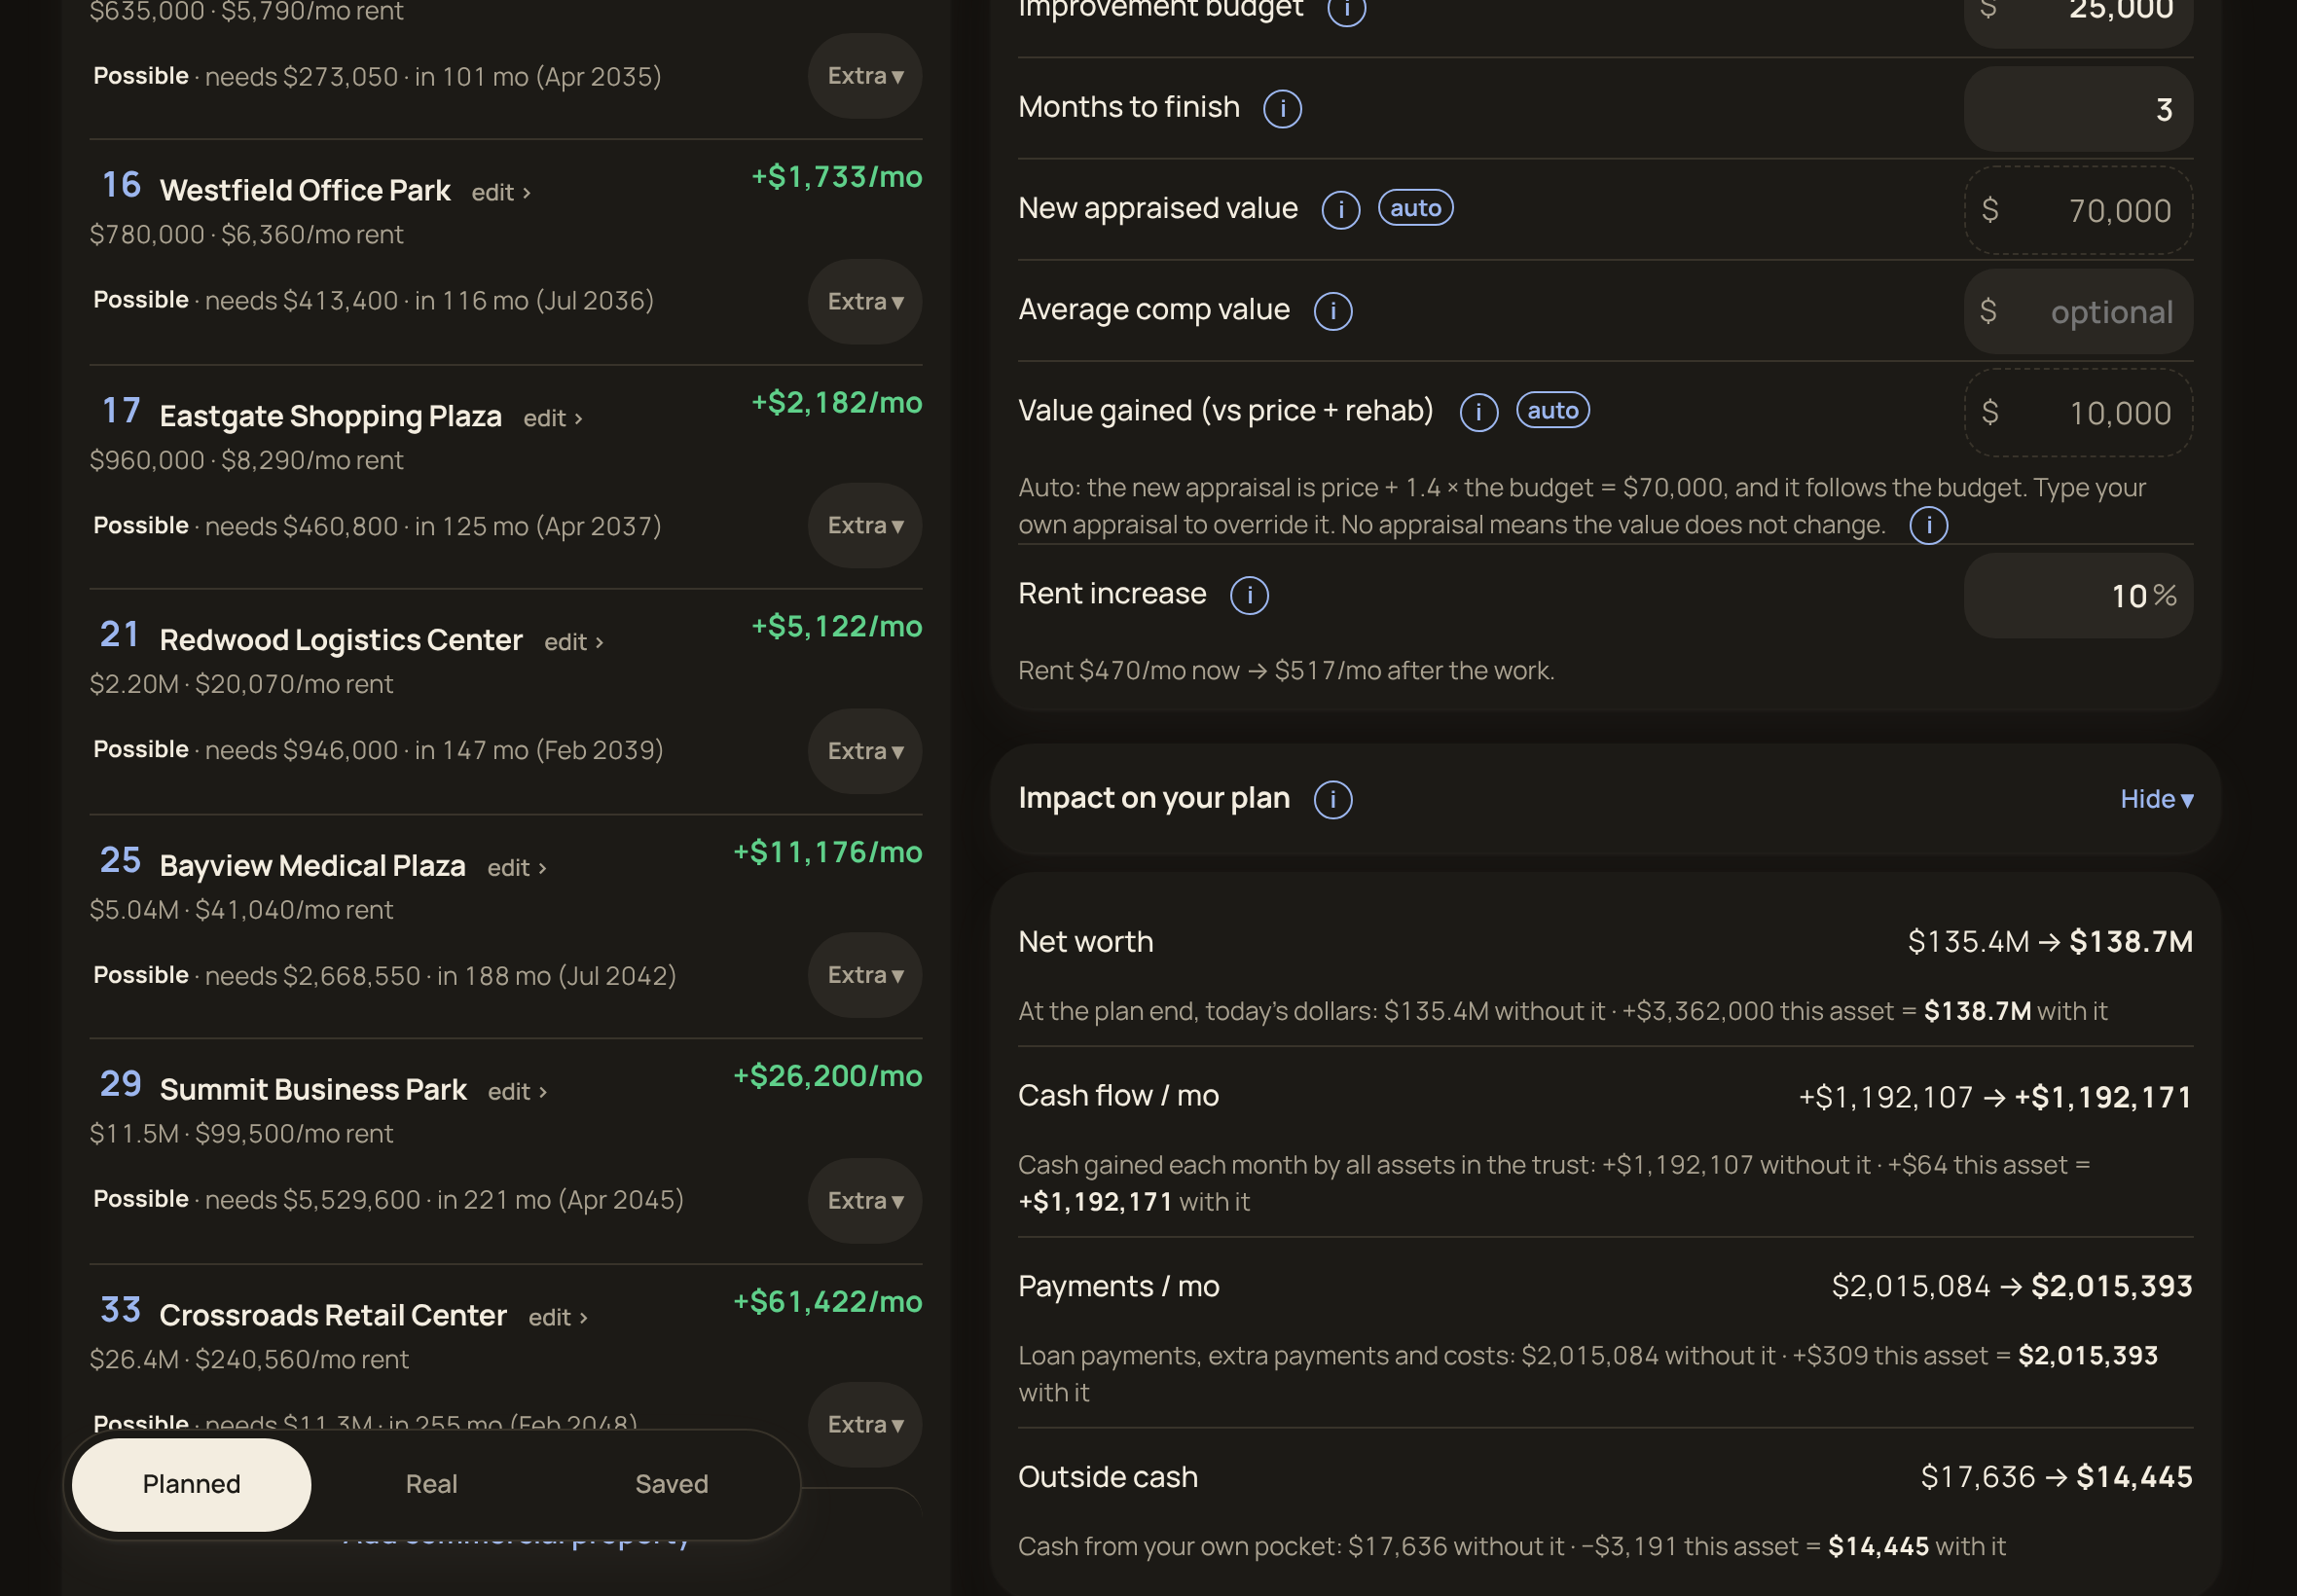 $635,000 · $5,790/mo rent
Possible · needs $273,050 · in 101 mo (Apr 2035)
Extra ▾
16 Westfield Office Park edit › +$1,733/mo
$780,000 · $6,360/mo rent
Possible · needs $413,400 · in 116 mo (Jul 2036)
Extra ▾
17 Eastgate Shopping Plaza edit › +$2,182/mo
$960,000 · $8,290/mo rent
Possible · needs $460,800 · in 125 mo (Apr 2037)
Extra ▾
21 Redwood Logistics Center edit › +$5,122/mo
$2.20M · $20,070/mo rent
Possible · needs $946,000 · in 147 mo (Feb 2039)
Extra ▾
25 Bayview Medical Plaza edit › +$11,176/mo
$5.04M · $41,040/mo rent
Possible · needs $2,668,550 · in 188 mo (Jul 2042)
Extra ▾
29 Summit Business Park edit › +$26,200/mo
$11.5M · $99,500/mo rent
Possible · needs $5,529,600 · in 221 mo (Apr 2045)
Extra ▾
33 Crossroads Retail Center edit › +$61,422/mo
$26.4M · $240,560/mo rent
Possible · needs $11.3M · in 255 mo (Feb 2048)
Extra ▾
Planned Real Saved
Add commercial property
Improvement budget i $ 25,000
Months to finish i 3
New appraised value i auto $ 70,000
Average comp value i $ optional
Value gained (vs price + rehab) i auto $ 10,000
Auto: the new appraisal is price + 1.4 × the budget = $70,000, and it follows the budget. Type your
own appraisal to override it. No appraisal means the value does not change. i
Rent increase i 10 %
Rent $470/mo now → $517/mo after the work.
Impact on your plan i Hide ▾
Net worth $135.4M → $138.7M
At the plan end, today's dollars: $135.4M without it · +$3,362,000 this asset = $138.7M with it
Cash flow / mo +$1,192,107 → +$1,192,171
Cash gained each month by all assets in the trust: +$1,192,107 without it · +$64 this asset =
+$1,192,171 with it
Payments / mo $2,015,084 → $2,015,393
Loan payments, extra payments and costs: $2,015,084 without it · +$309 this asset = $2,015,393
with it
Outside cash $17,636 → $14,445
Cash from your own pocket: $17,636 without it · −$3,191 this asset = $14,445 with it